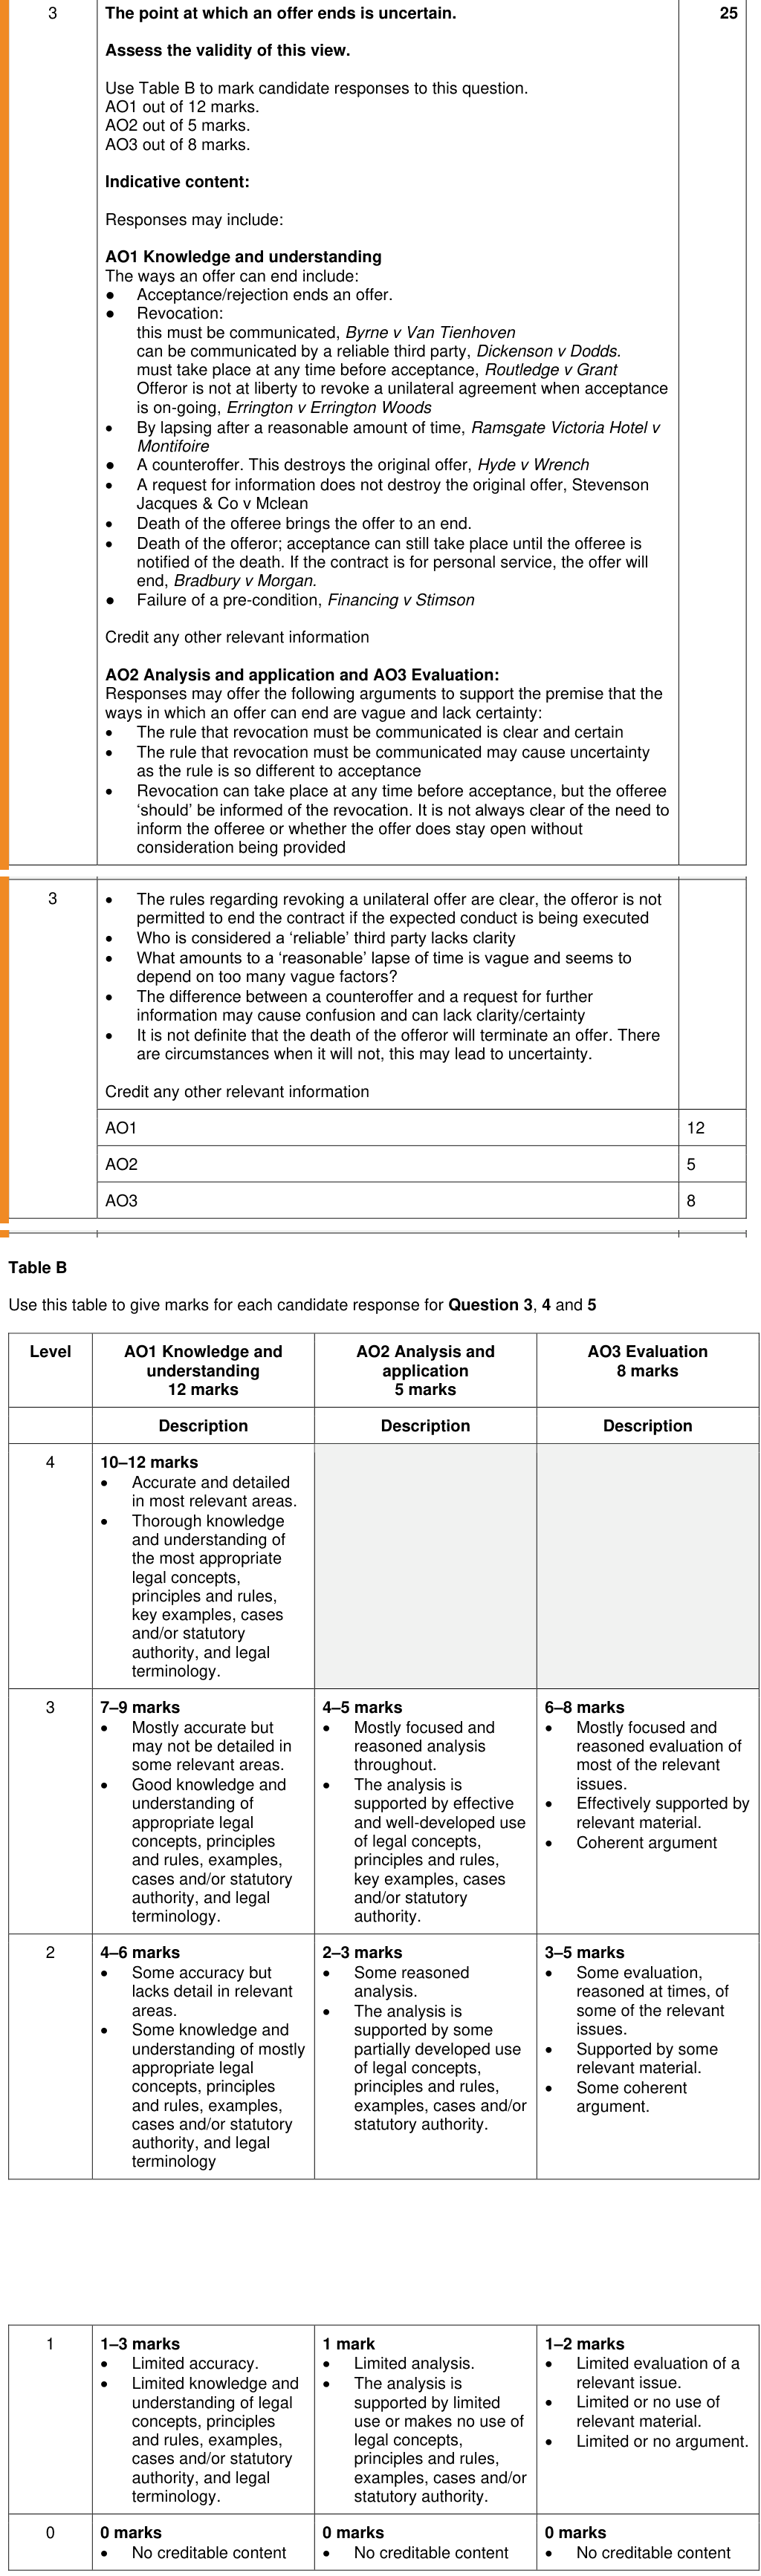 3
The point at which an offer ends is uncertain.
25
Assess the validity of this view.
Use Table B to mark candidate responses to this question.
AO1 out of 12 marks.
AO2 out of 5 marks.
AO3 out of 8 marks.
Indicative content:
Responses may include:
AO1 Knowledge and understanding
The ways an offer can end include:
● Acceptance/rejection ends an offer.
● Revocation:
this must be communicated, Byrne v Van Tienhoven
can be communicated by a reliable third party, Dickenson v Dodds.
must take place at any time before acceptance, Routledge v Grant
Offeror is not at liberty to revoke a unilateral agreement when acceptance
is on-going, Errington v Errington Woods
• By lapsing after a reasonable amount of time, Ramsgate Victoria Hotel v
Montifoire
● A counteroffer. This destroys the original offer, Hyde v Wrench
• A request for information does not destroy the original offer, Stevenson
Jacques & Co v Mclean
• Death of the offeree brings the offer to an end.
• Death of the offeror; acceptance can still take place until the offeree is
notified of the death. If the contract is for personal service, the offer will
end, Bradbury v Morgan.
● Failure of a pre-condition, Financing v Stimson
Credit any other relevant information
AO2 Analysis and application and AO3 Evaluation:
Responses may offer the following arguments to support the premise that the
ways in which an offer can end are vague and lack certainty:
• The rule that revocation must be communicated is clear and certain
• The rule that revocation must be communicated may cause uncertainty
as the rule is so different to acceptance
• Revocation can take place at any time before acceptance, but the offeree
‘should’ be informed of the revocation. It is not always clear of the need to
inform the offeree or whether the offer does stay open without
consideration being provided
3
• The rules regarding revoking a unilateral offer are clear, the offeror is not
permitted to end the contract if the expected conduct is being executed
• Who is considered a ‘reliable’ third party lacks clarity
• What amounts to a ‘reasonable’ lapse of time is vague and seems to
depend on too many vague factors?
• The difference between a counteroffer and a request for further
information may cause confusion and can lack clarity/certainty
• It is not definite that the death of the offeror will terminate an offer. There
are circumstances when it will not, this may lead to uncertainty.
Credit any other relevant information
AO1 12
AO2 5
AO3 8
Table B
Use this table to give marks for each candidate response for Question 3, 4 and 5
Level
AO1 Knowledge and
understanding
12 marks
AO2 Analysis and
application
5 marks
AO3 Evaluation
8 marks
Description
Description
Description
4
10–12 marks
• Accurate and detailed
in most relevant areas.
• Thorough knowledge
and understanding of
the most appropriate
legal concepts,
principles and rules,
key examples, cases
and/or statutory
authority, and legal
terminology.
3
7–9 marks
• Mostly accurate but
may not be detailed in
some relevant areas.
• Good knowledge and
understanding of
appropriate legal
concepts, principles
and rules, examples,
cases and/or statutory
authority, and legal
terminology.
4–5 marks
• Mostly focused and
reasoned analysis
throughout.
• The analysis is
supported by effective
and well-developed use
of legal concepts,
principles and rules,
key examples, cases
and/or statutory
authority.
6–8 marks
• Mostly focused and
reasoned evaluation of
most of the relevant
issues.
• Effectively supported by
relevant material.
• Coherent argument
2
4–6 marks
• Some accuracy but
lacks detail in relevant
areas.
• Some knowledge and
understanding of mostly
appropriate legal
concepts, principles
and rules, examples,
cases and/or statutory
authority, and legal
terminology
2–3 marks
• Some reasoned
analysis.
• The analysis is
supported by some
partially developed use
of legal concepts,
principles and rules,
examples, cases and/or
statutory authority.
3–5 marks
• Some evaluation,
reasoned at times, of
some of the relevant
issues.
• Supported by some
relevant material.
• Some coherent
argument.
1
1–3 marks
• Limited accuracy.
• Limited knowledge and
understanding of legal
concepts, principles
and rules, examples,
cases and/or statutory
authority, and legal
terminology.
1 mark
• Limited analysis.
• The analysis is
supported by limited
use or makes no use of
legal concepts,
principles and rules,
examples, cases and/or
statutory authority.
1–2 marks
• Limited evaluation of a
relevant issue.
• Limited or no use of
relevant material.
• Limited or no argument.
0
0 marks
• No creditable content
0 marks
• No creditable content
0 marks
• No creditable content